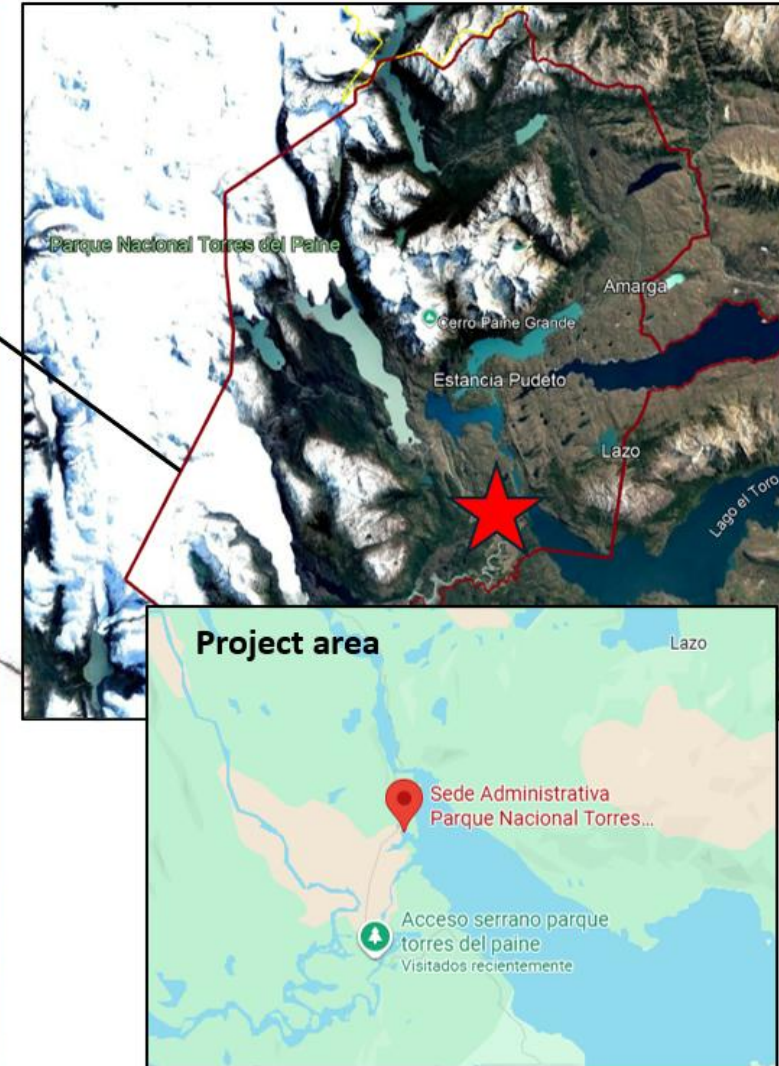 Parque Nacional Torres del Paine
Amarga
Cerro Paine Grande
Estancia Pudeto
Lazo
Lago el Toro
Project area
Lazo
Sede Administrativa
Parque Nacional Torres...
Acceso serrano parque
torres del paine
Visitados recientemente